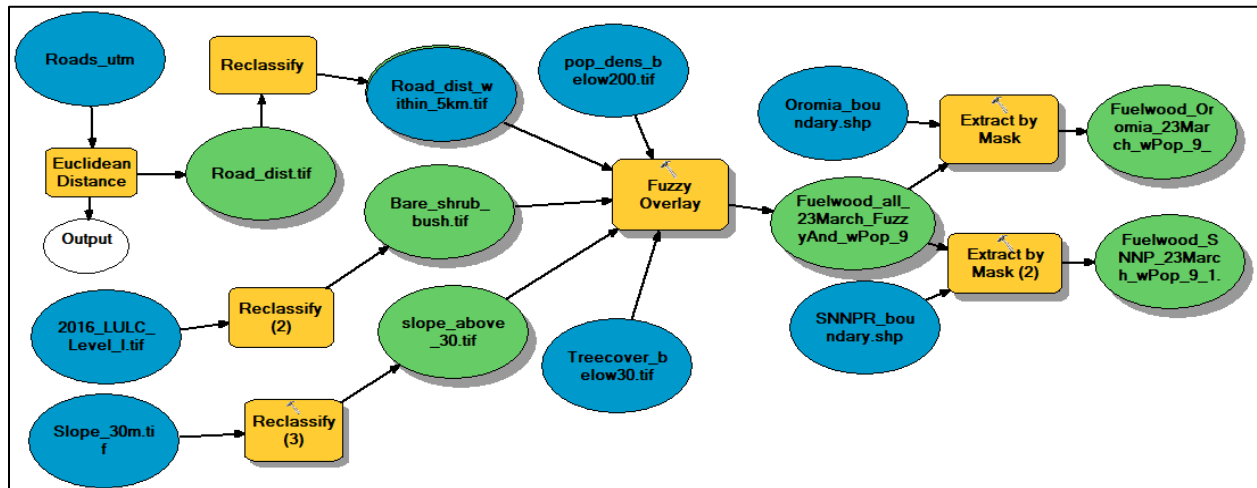 Roads_utm
Euclidean
Distance
Output
Reclassify
Road_dist.tif
Road_dist_w
ithin_5km.tif
2016_LULC_
Level_I.tif
Reclassify
(2)
Bare_shrub_
bush.tif
Slope_30m.ti
f
Reclassify
(3)
slope_above
_30.tif
pop_dens_b
elow200.tif
Treecover_b
elow30.tif
Fuzzy
Overlay
Fuelwood_all_
23March_Fuzz
yAnd_wPop_9
Oromia_bou
ndary.shp
Extract by
Mask
Fuelwood_Or
omia_23Mar
ch_wPop_9_
SNNPR_bou
ndary.shp
Extract by
Mask (2)
Fuelwood_S
NNP_23Marc
h_wPop_9_1.